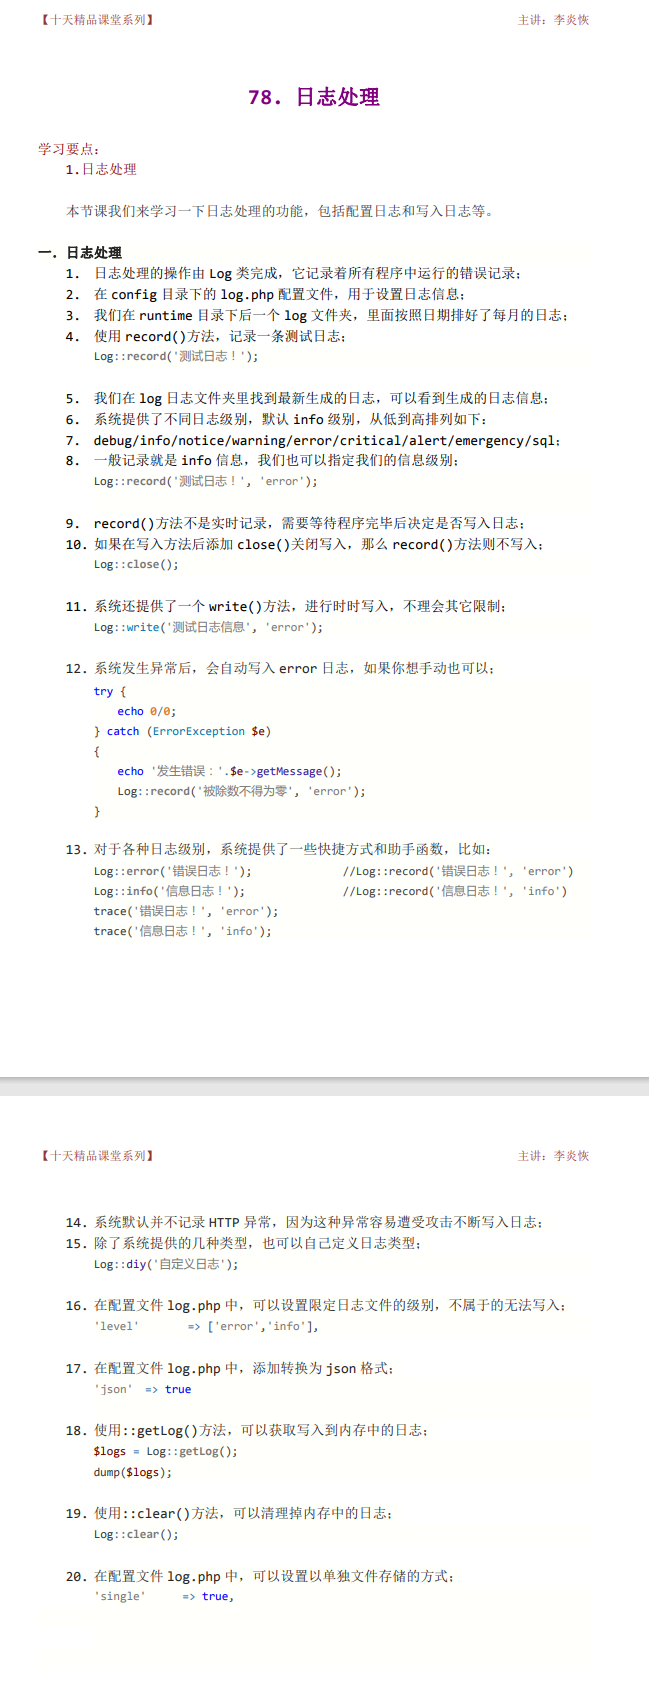 【十天精品课堂系列】 主讲：李炎恢
78. 日志处理
学习要点：
1.日志处理
本节课我们来学习一下日志处理的功能，包括配置日志和写入日志等。
一. 日志处理
1. 日志处理的操作由 Log 类完成，它记录着所有程序中运行的错误记录；
2. 在 config 目录下的 log.php 配置文件，用于设置日志信息；
3. 我们在 runtime 目录下后一个 log 文件夹，里面按照日期排好了每月的日志；
4. 使用 record()方法，记录一条测试日志；
Log::record('测试日志！');
5. 我们在 log 日志文件夹里找到最新生成的日志，可以看到生成的日志信息；
6. 系统提供了不同日志级别，默认 info 级别，从低到高排列如下：
7. debug/info/notice/warning/error/critical/alert/emergency/sql；
8. 一般记录就是 info 信息，我们也可以指定我们的信息级别；
Log::record('测试日志！', 'error');
9. record()方法不是实时记录，需要等待程序完毕后决定是否写入日志；
10. 如果在写入方法后添加 close()关闭写入，那么 record()方法则不写入；
Log::close();
11. 系统还提供了一个 write()方法，进行时时写入，不理会其它限制；
Log::write('测试日志信息', 'error');
12. 系统发生异常后，会自动写入 error 日志，如果你想手动也可以；
try {
echo 0/0;
} catch (ErrorException $e)
{
echo '发生错误：'.$e->getMessage();
Log::record('被除数不得为零', 'error');
}
13. 对于各种日志级别，系统提供了一些快捷方式和助手函数，比如：
Log::error('错误日志！'); //Log::record('错误日志！', 'error')
Log::info('信息日志！'); //Log::record('信息日志！', 'info')
trace('错误日志！', 'error');
trace('信息日志！', 'info');
【十天精品课堂系列】 主讲：李炎恢
14. 系统默认并不记录 HTTP 异常，因为这种异常容易遭受攻击不断写入日志；
15. 除了系统提供的几种类型，也可以自己定义日志类型；
Log::diy('自定义日志');
16. 在配置文件 log.php 中，可以设置限定日志文件的级别，不属于的无法写入；
'level' => ['error','info'],
17. 在配置文件 log.php 中，添加转换为 json 格式；
'json' => true
18. 使用::getLog()方法，可以获取写入到内存中的日志；
$logs = Log::getLog();
dump($logs);
19. 使用::clear()方法，可以清理掉内存中的日志；
Log::clear();
20. 在配置文件 log.php 中，可以设置以单独文件存储的方式；
'single' => true,